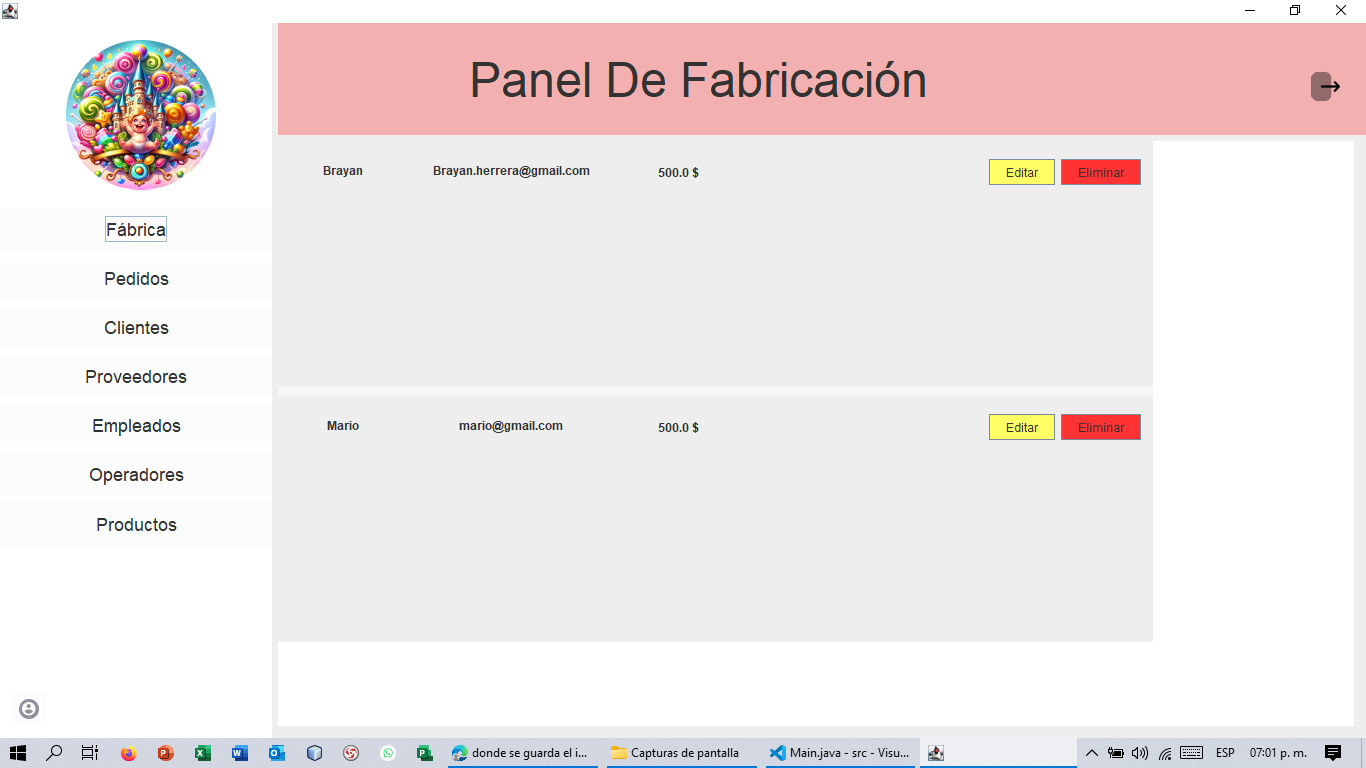 Panel De Fabricación
Fábrica
Pedidos
Clientes
Proveedores
Empleados
Operadores
Productos
Brayan Brayan.herrera@gmail.com 500.0 $ Editar Eliminar
Mario mario@gmail.com 500.0 $ Editar Eliminar
donde se guarda el i... Capturas de pantalla Main.java - src - Visu... ESP 07:01 p. m.